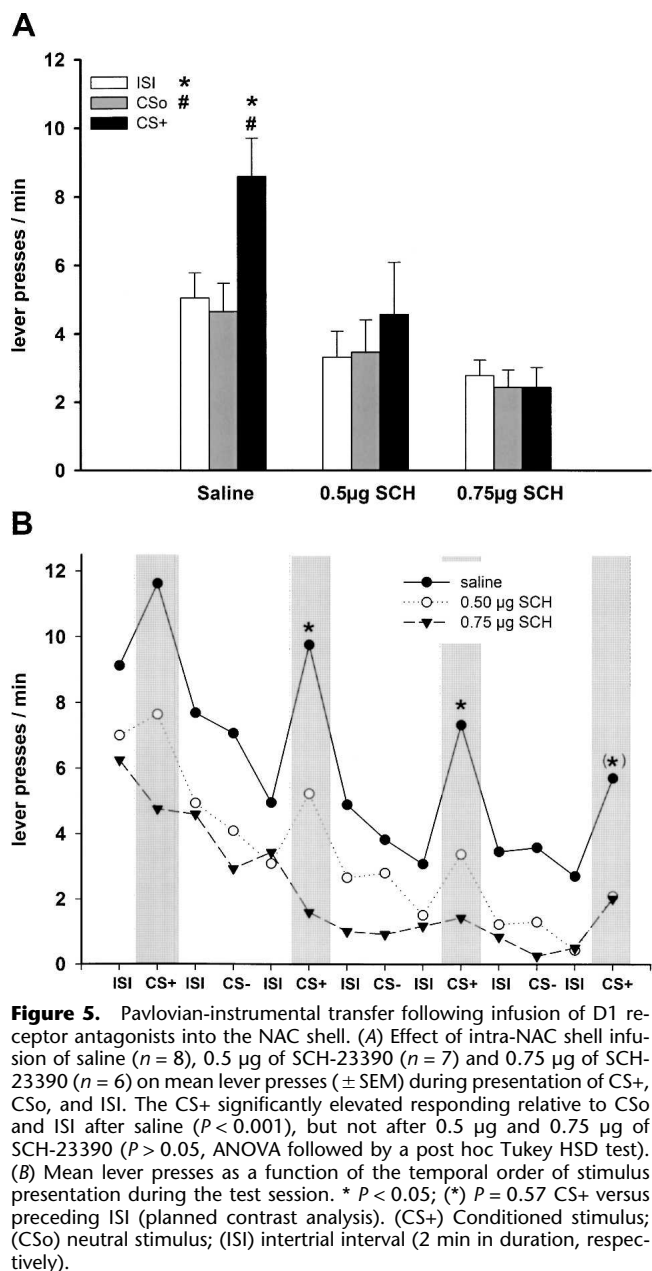 A
12
10
8
6
4
2
0
lever presses / min
ISI *
CSo #
CS+
*
#
Saline 0.5µg SCH 0.75µg SCH
B
12
10
8
6
4
2
0
lever presses / min
saline
0.50 µg SCH
0.75 µg SCH
*
*
(*)
ISI CS+ ISI CS- ISI CS+ ISI CS- ISI CS+ ISI CS- ISI CS+
Figure 5. Pavlovian-instrumental transfer following infusion of D1 re-
ceptor antagonists into the NAC shell. (A) Effect of intra-NAC shell infu-
sion of saline (n = 8), 0.5 µg of SCH-23390 (n = 7) and 0.75 µg of SCH-
23390 (n = 6) on mean lever presses (± SEM) during presentation of CS+,
CSo, and ISI. The CS+ significantly elevated responding relative to CSo
and ISI after saline (P < 0.001), but not after 0.5 µg and 0.75 µg of
SCH-23390 (P > 0.05, ANOVA followed by a post hoc Tukey HSD test).
(B) Mean lever presses as a function of the temporal order of stimulus
presentation during the test session. * P < 0.05; (*) P = 0.57 CS+ versus
preceding ISI (planned contrast analysis). (CS+) Conditioned stimulus;
(CSo) neutral stimulus; (ISI) intertrial interval (2 min in duration, respec-
tively).